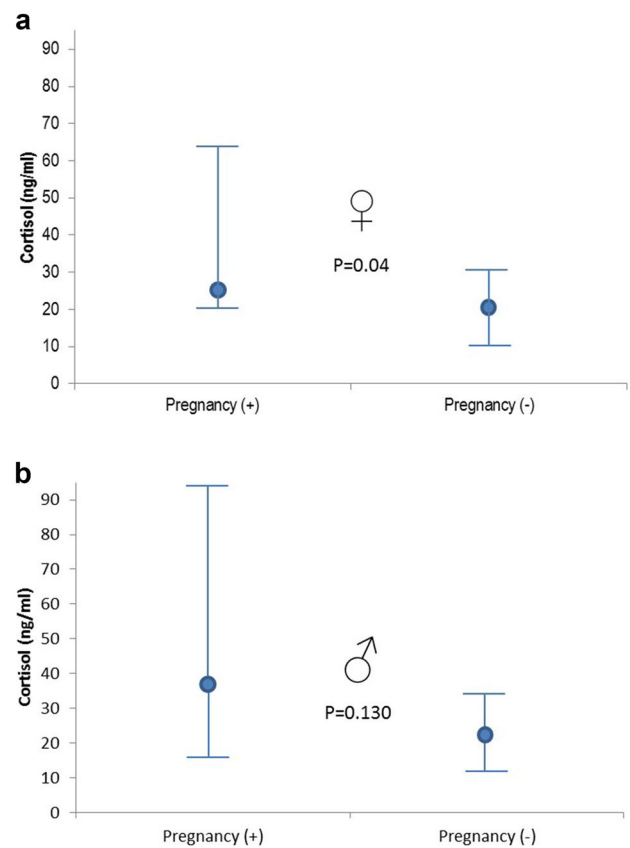 a
Cortisol (ng/ml)
90
80
70
60
50
40
30
20
10
0
♀
P=0.04
Pregnancy (+)
Pregnancy (-)
b
Cortisol (ng/ml)
90
80
70
60
50
40
30
20
10
0
♂
P=0.130
Pregnancy (+)
Pregnancy (-)